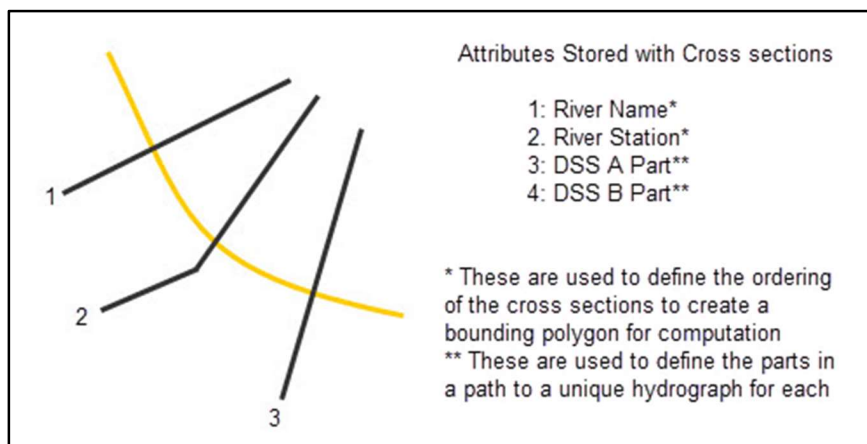 Attributes Stored with Cross sections
1: River Name*
2. River Station*
3: DSS A Part**
4: DSS B Part**
1
2
3
* These are used to define the ordering
of the cross sections to create a
bounding polygon for computation
** These are used to define the parts in
a path to a unique hydrograph for each